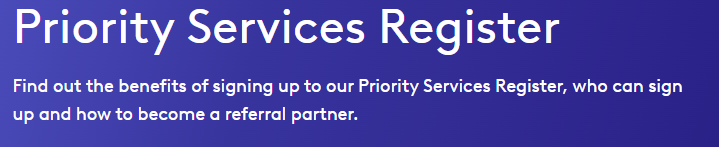 Priority Services Register
Find out the benefits of signing up to our Priority Services Register, who can sign
up and how to become a referral partner.